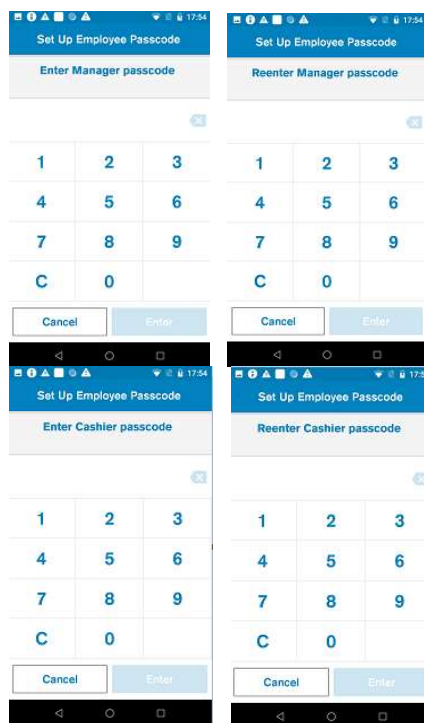 17:54
Set Up Employee Passcode
Enter Manager passcode
1 2 3
4 5 6
7 8 9
C 0
Cancel Enter
17:54
Set Up Employee Passcode
Reenter Manager passcode
1 2 3
4 5 6
7 8 9
C 0
Cancel Enter
17:54
Set Up Employee Passcode
Enter Cashier passcode
1 2 3
4 5 6
7 8 9
C 0
Cancel Enter
17:5
Set Up Employee Passcode
Reenter Cashier passcode
1 2 3
4 5 6
7 8 9
C 0
Cancel Enter